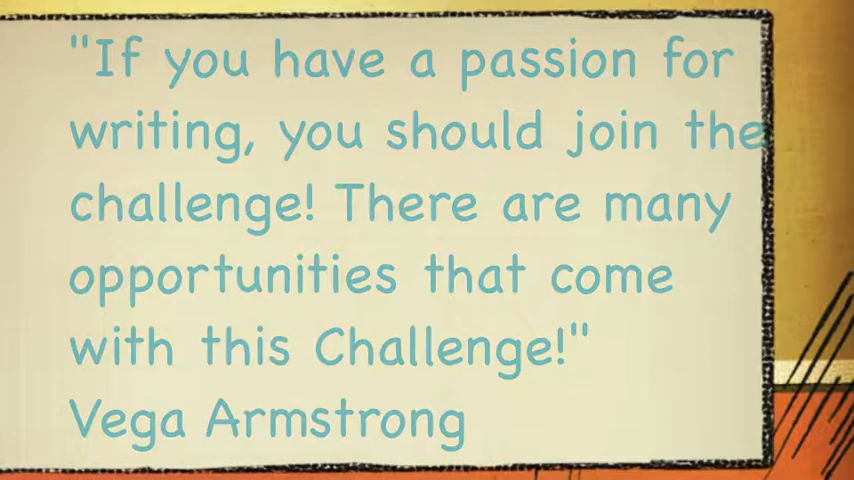 "If you have a passion for
writing, you should join the
challenge! There are many
opportunities that come
with this Challenge!"
Vega Armstrong